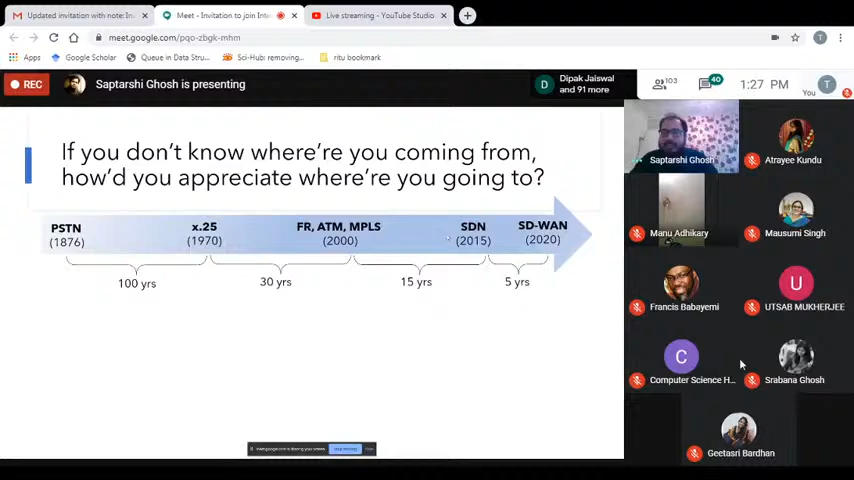 Updated invitation with note: In
Meet - Invitation to join Inte
Live streaming - YouTube Studio
meet.google.com/pqo-zbgk-mhm
Apps
Google Scholar
Queue in Data Stru...
Sci-Hub: removing...
ritu bookmark
REC
Saptarshi Ghosh is presenting
D
Dipak Jaiswal
and 91 more
103
40
1:27 PM
T
You
If you don't know where're you coming from,
how'd you appreciate where're you going to?
PSTN
(1876)
x.25
(1970)
FR, ATM, MPLS
(2000)
SDN
(2015)
SD-WAN
(2020)
100 yrs
30 yrs
15 yrs
5 yrs
Saptarshi Ghosh
Atrayee Kundu
Manu Adhikary
Mausumi Singh
Francis Babayemi
U
UTSAB MUKHERJEE
C
Computer Science H...
Srabana Ghosh
Geetasri Bardhan